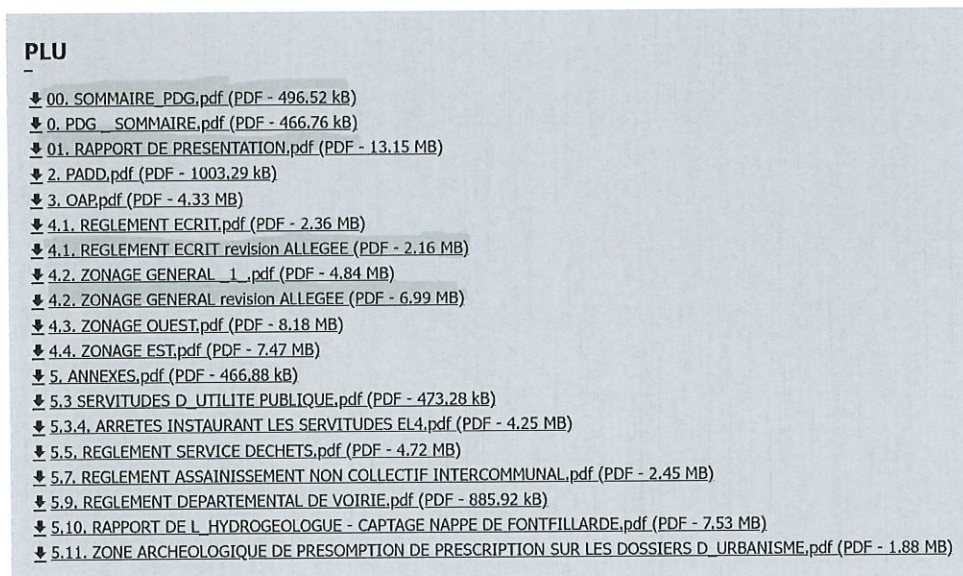 PLU
00. SOMMAIRE_PDG.pdf (PDF - 496.52 kB)
0. PDG _ SOMMAIRE.pdf (PDF - 466.76 kB)
01. RAPPORT DE PRESENTATION.pdf (PDF - 13.15 MB)
2. PADD.pdf (PDF - 1003.29 kB)
3. OAP.pdf (PDF - 4.33 MB)
4.1. REGLEMENT ECRIT.pdf (PDF - 2.36 MB)
4.1. REGLEMENT ECRIT revision ALLEGEE (PDF - 2.16 MB)
4.2. ZONAGE GENERAL _1_.pdf (PDF - 4.84 MB)
4.2. ZONAGE GENERAL revision ALLEGEE (PDF - 6.99 MB)
4.3. ZONAGE OUEST.pdf (PDF - 8.18 MB)
4.4. ZONAGE EST.pdf (PDF - 7.47 MB)
5. ANNEXES.pdf (PDF - 466.88 kB)
5.3 SERVITUDES D_UTILITE PUBLIQUE.pdf (PDF - 473.28 kB)
5.3.4. ARRETES INSTAURANT LES SERVITUDES EL4.pdf (PDF - 4.25 MB)
5.5. REGLEMENT SERVICE DECHETS.pdf (PDF - 4.72 MB)
5.7. REGLEMENT ASSAINISSEMENT NON COLLECTIF INTERCOMMUNAL.pdf (PDF - 2.45 MB)
5.9. REGLEMENT DEPARTEMENTAL DE VOIRIE.pdf (PDF - 885.92 kB)
5.10. RAPPORT DE L_HYDROGEOLOGUE - CAPTAGE NAPPE DE FONTFILLARDE.pdf (PDF - 7.53 MB)
5.11. ZONE ARCHEOLOGIQUE DE PRESOMPTION DE PRESCRIPTION SUR LES DOSSIERS D_URBANISME.pdf (PDF - 1.88 MB)